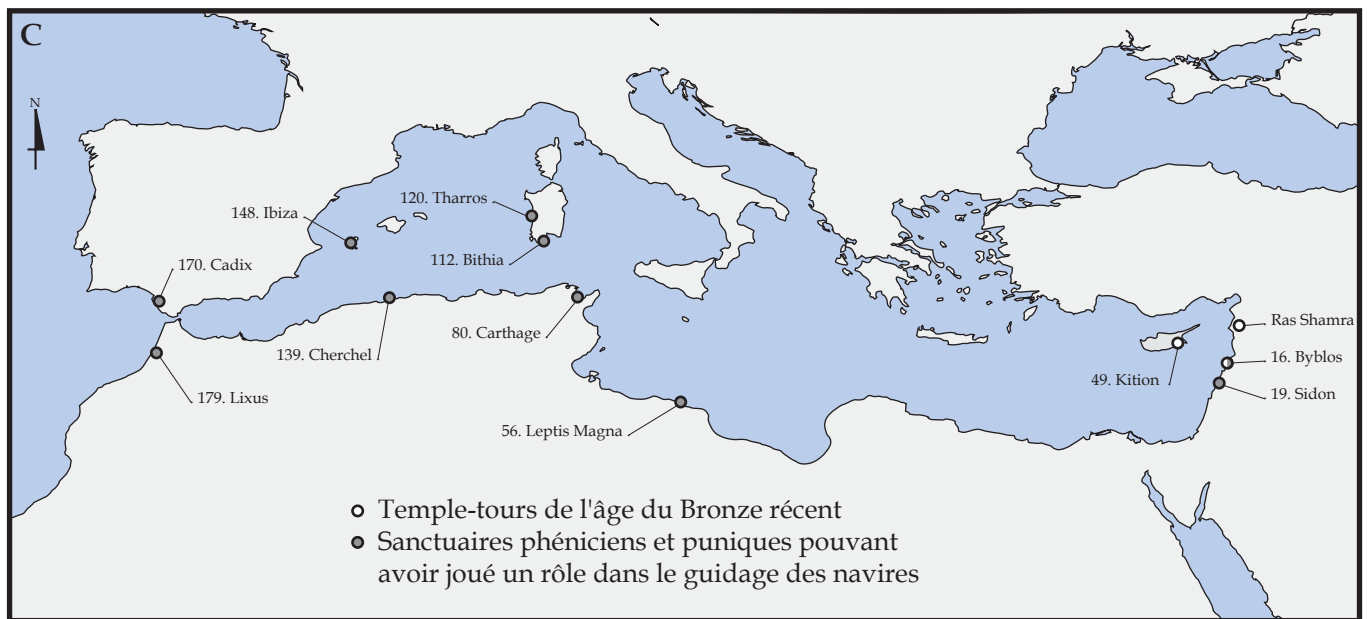 C
N
120. Tharros
148. Ibiza
112. Bithia
170. Cadix
80. Carthage
139. Cherchel
179. Lixus
56. Leptis Magna
Ras Shamra
16. Byblos
49. Kition
19. Sidon
Temple-tours de l'âge du Bronze récent
Sanctuaires phéniciens et puniques pouvant
avoir joué un rôle dans le guidage des navires